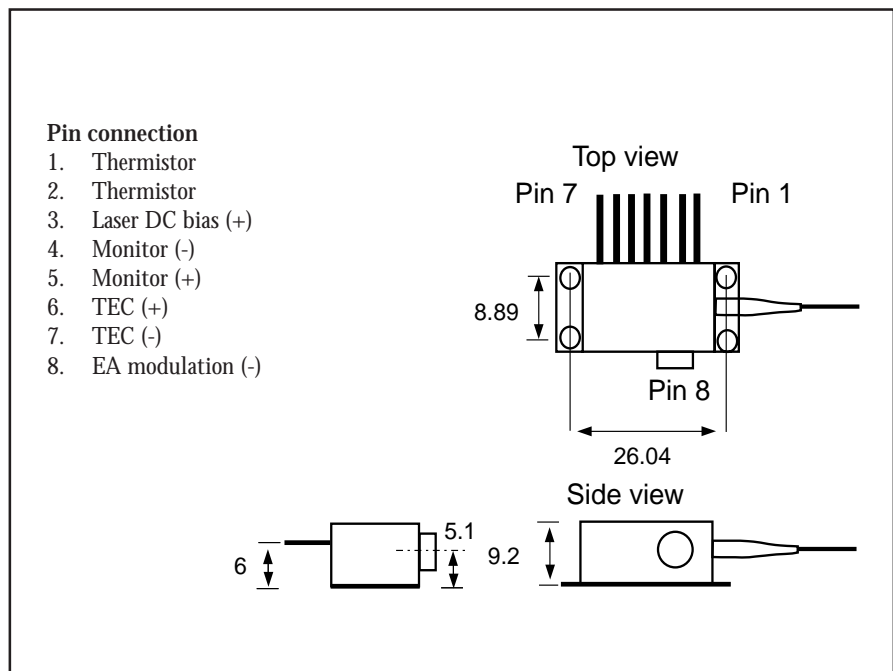 Pin connection
1. Thermistor
2. Thermistor
3. Laser DC bias (+)
4. Monitor (-)
5. Monitor (+)
6. TEC (+)
7. TEC (-)
8. EA modulation (-)
Top view
Pin 7 Pin 1
8.89
Pin 8
26.04
Side view
5.1
6
9.2